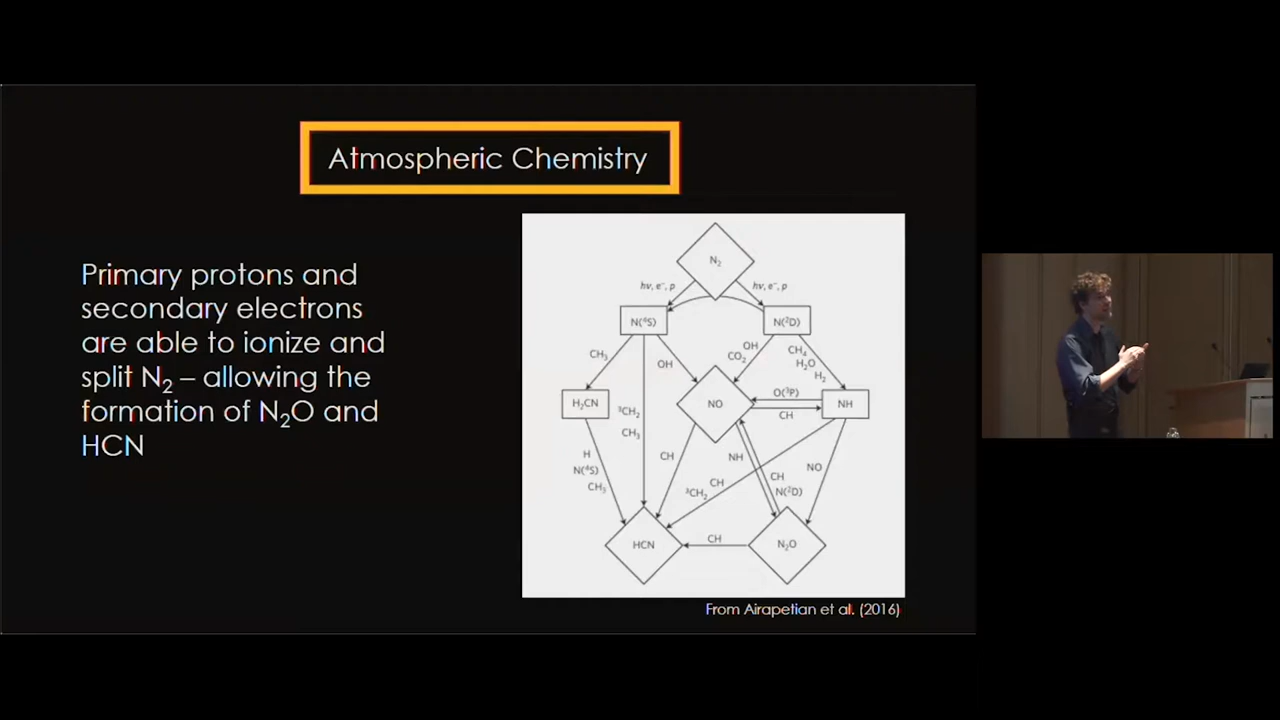 Atmospheric Chemistry
Primary protons and
secondary electrons
are able to ionize and
split N₂ – allowing the
formation of N₂O and
HCN
N₂
hν, e⁻, p
hν, e⁻, p
N(⁴S)
N(²D)
CH₃
OH
OH
CO₂
CH₄
H₂O
H₂
H₂CN
NO
O(³P)
CH
NH
³CH₂
CH₃
H
N(⁴S)
CH₃
CH
NH
CH
³CH₂
CH
N(²D)
NO
HCN
CH
N₂O
From Airapetian et al. (2016)